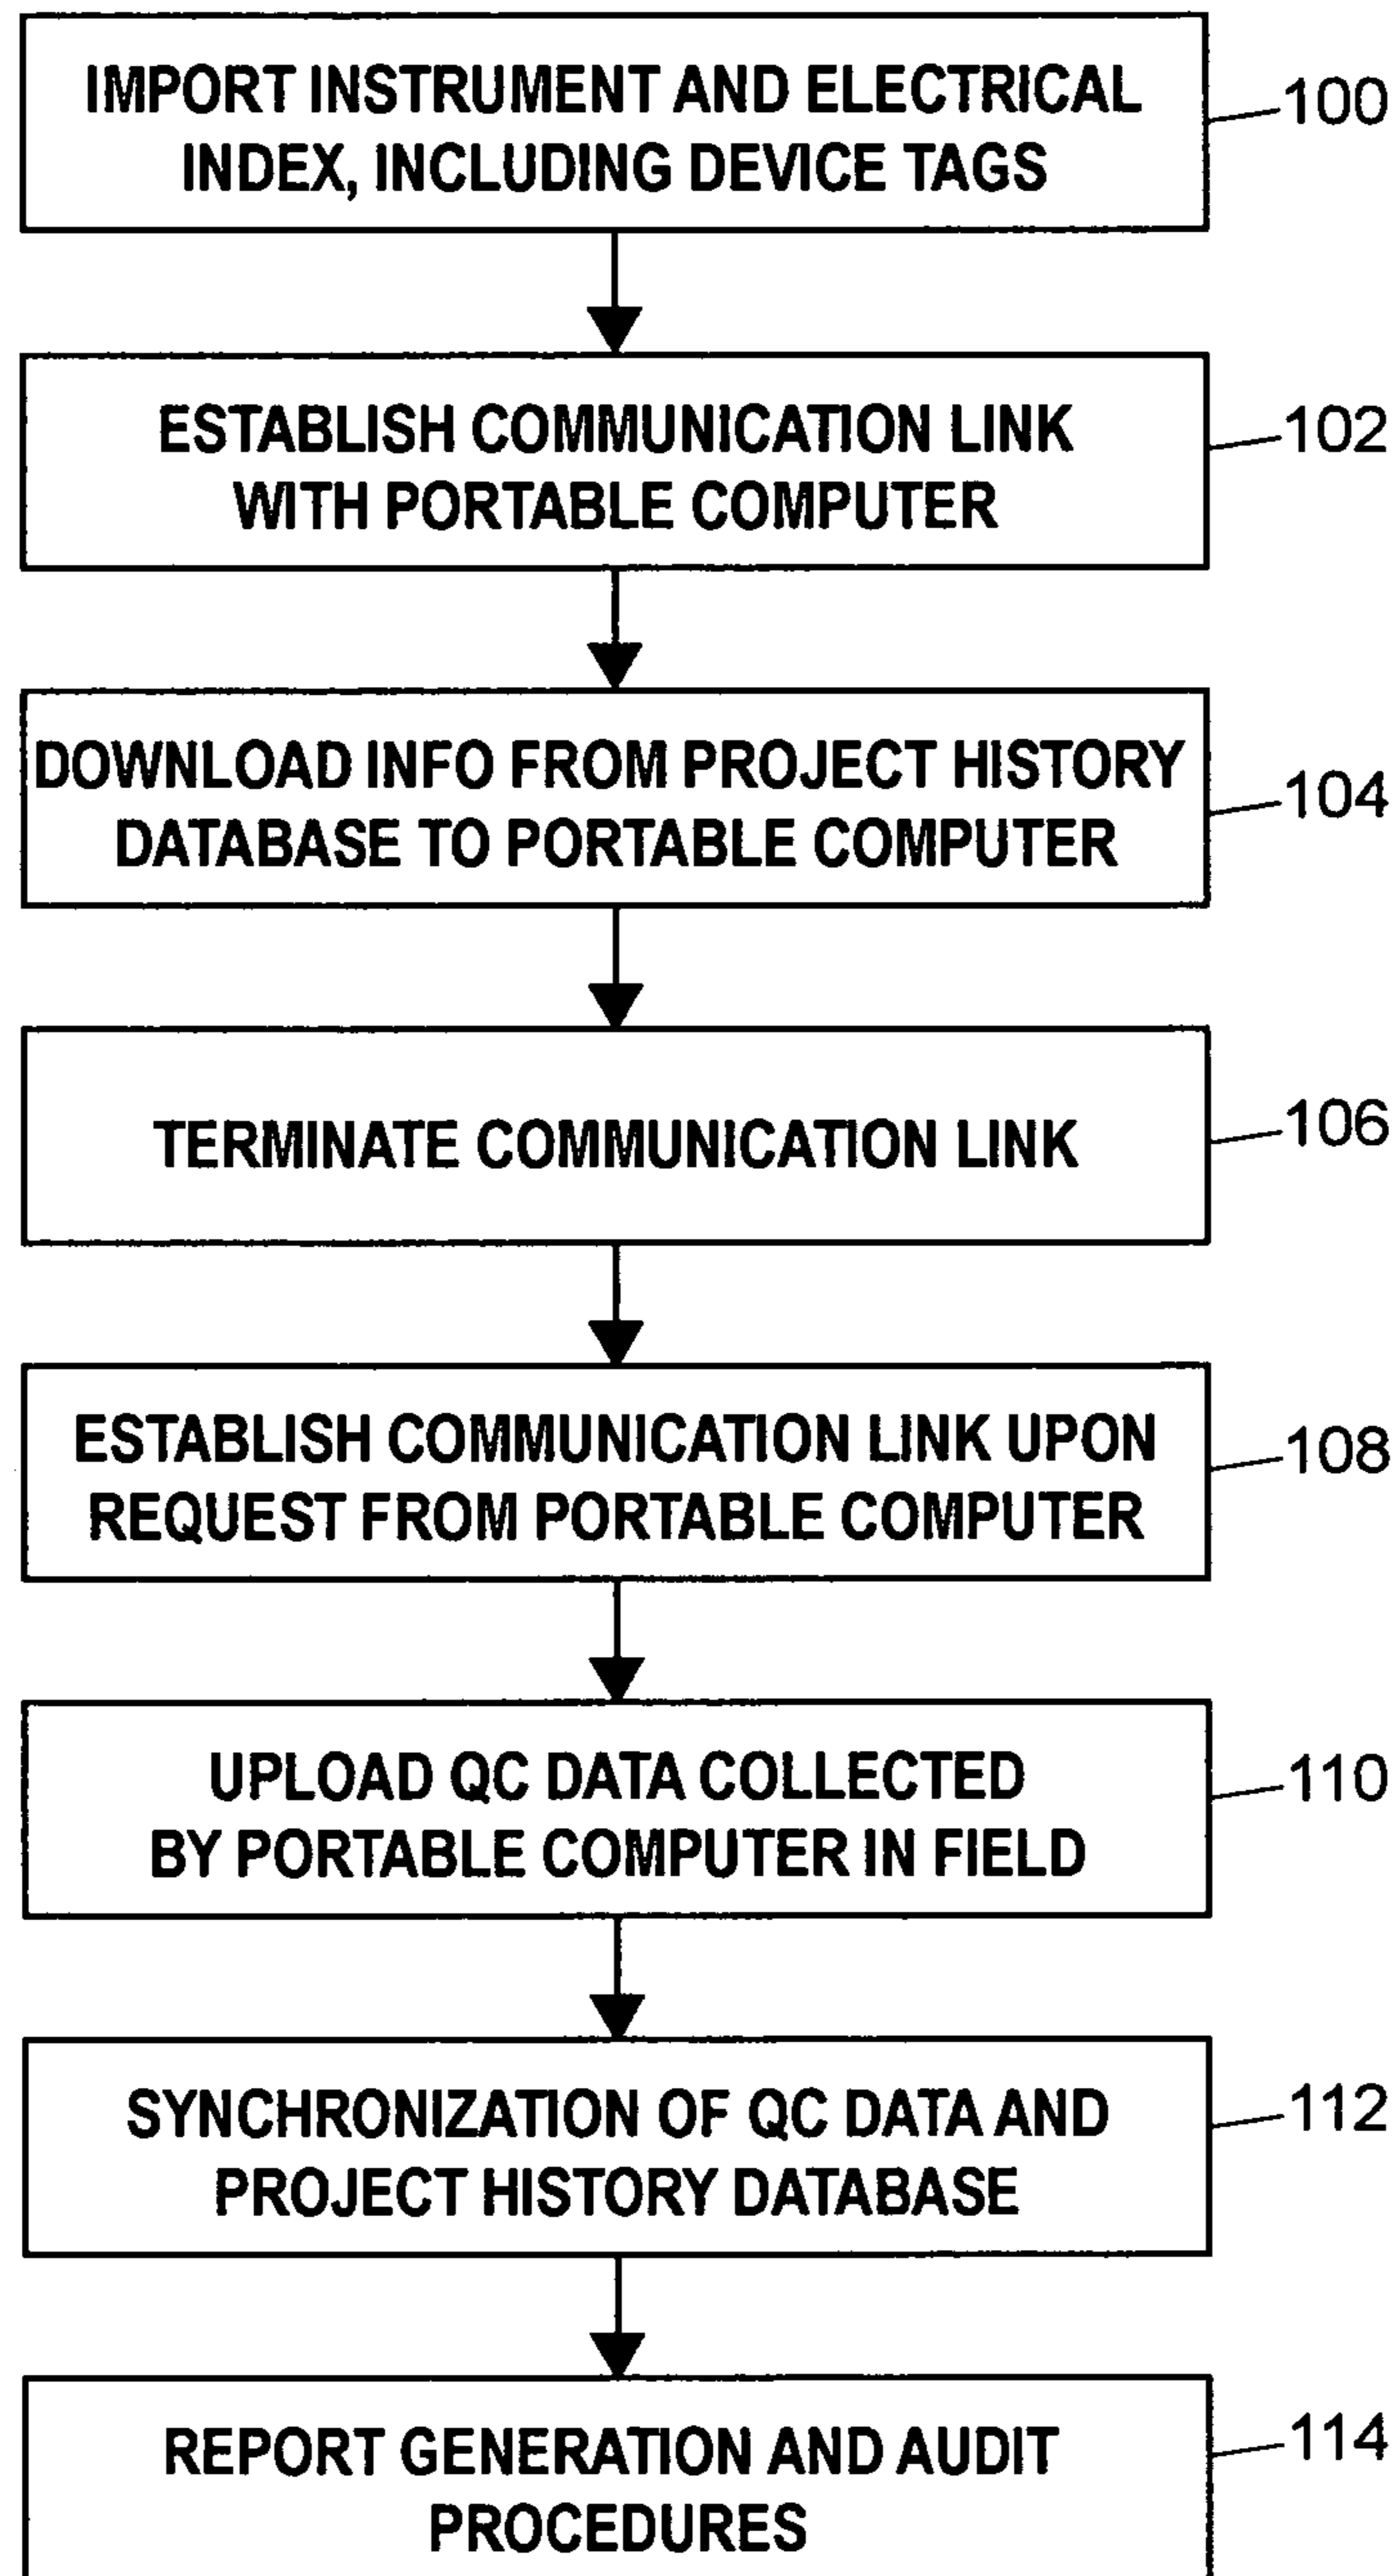 IMPORT INSTRUMENT AND ELECTRICAL
INDEX, INCLUDING DEVICE TAGS
100
ESTABLISH COMMUNICATION LINK
WITH PORTABLE COMPUTER
102
DOWNLOAD INFO FROM PROJECT HISTORY
DATABASE TO PORTABLE COMPUTER
104
TERMINATE COMMUNICATION LINK
106
ESTABLISH COMMUNICATION LINK UPON
REQUEST FROM PORTABLE COMPUTER
108
UPLOAD QC DATA COLLECTED
BY PORTABLE COMPUTER IN FIELD
110
SYNCHRONIZATION OF QC DATA AND
PROJECT HISTORY DATABASE
112
REPORT GENERATION AND AUDIT
PROCEDURES
114